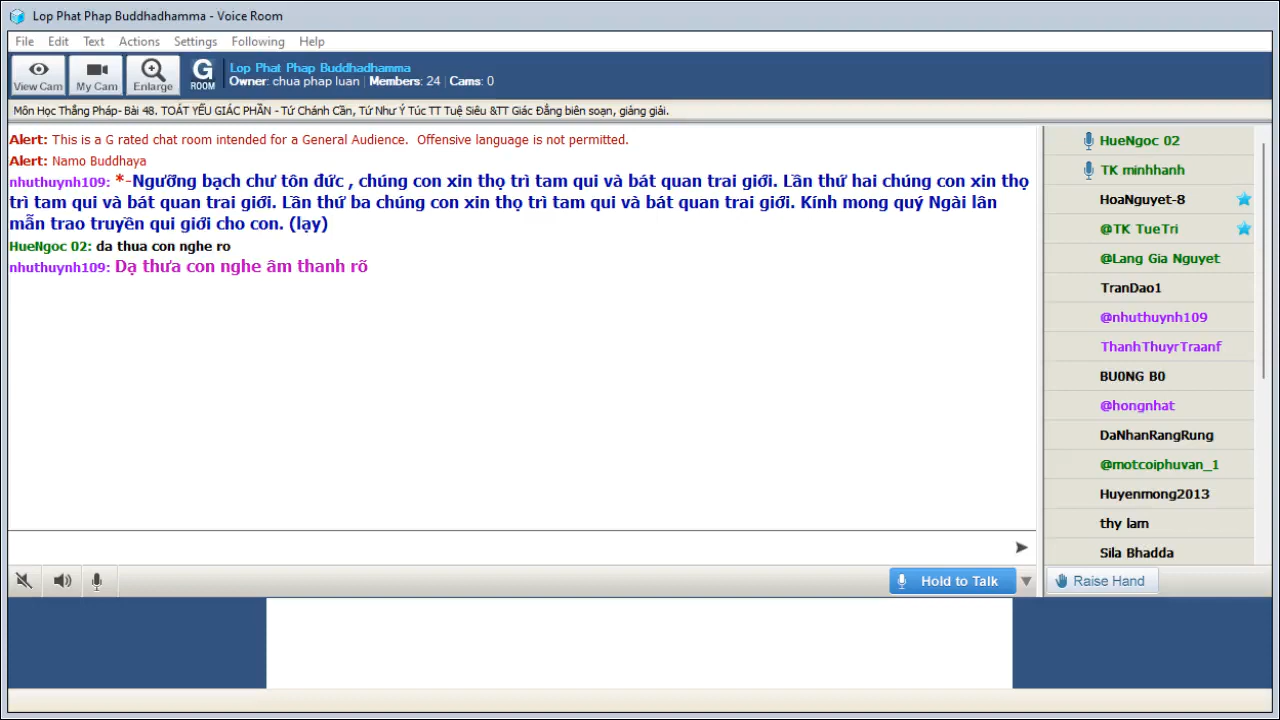 Lop Phat Phap Buddhadhamma - Voice Room
File Edit Text Actions Settings Following Help
View Cam My Cam Enlarge G ROOM
Lop Phat Phap Buddhadhamma
Owner: chua phap luan Members: 24 Cams: 0
Môn Học Thắng Pháp- Bài 48. TOÁT YẾU GIÁC PHẦN - Tứ Chánh Cần, Tứ Như Ý Túc TT Tuệ Siêu &TT Giác Đẳng biên soạn, giảng giải.
Alert: This is a G rated chat room intended for a General Audience. Offensive language is not permitted.
Alert: Namo Buddhaya
nhuthuynh109: *-Ngưỡng bạch chư tôn đức , chúng con xin thọ trì tam qui và bát quan trai giới. Lần thứ hai chúng con xin thọ
trì tam qui và bát quan trai giới. Lần thứ ba chúng con xin thọ trì tam qui và bát quan trai giới. Kính mong quý Ngài lân
mẫn trao truyền qui giới cho con. (lạy)
HueNgoc 02: da thua con nghe ro
nhuthuynh109: Dạ thưa con nghe âm thanh rõ
HueNgoc 02
TK minhhanh
HoaNguyet-8
@TK TueTri
@Lang Gia Nguyet
TranDao1
@nhuthuynh109
ThanhThuyrTraanf
BU0NG B0
@hongnhat
DaNhanRangRung
@motcoiphuvan_1
Huyenmong2013
thy lam
Sila Bhadda
Hold to Talk
Raise Hand